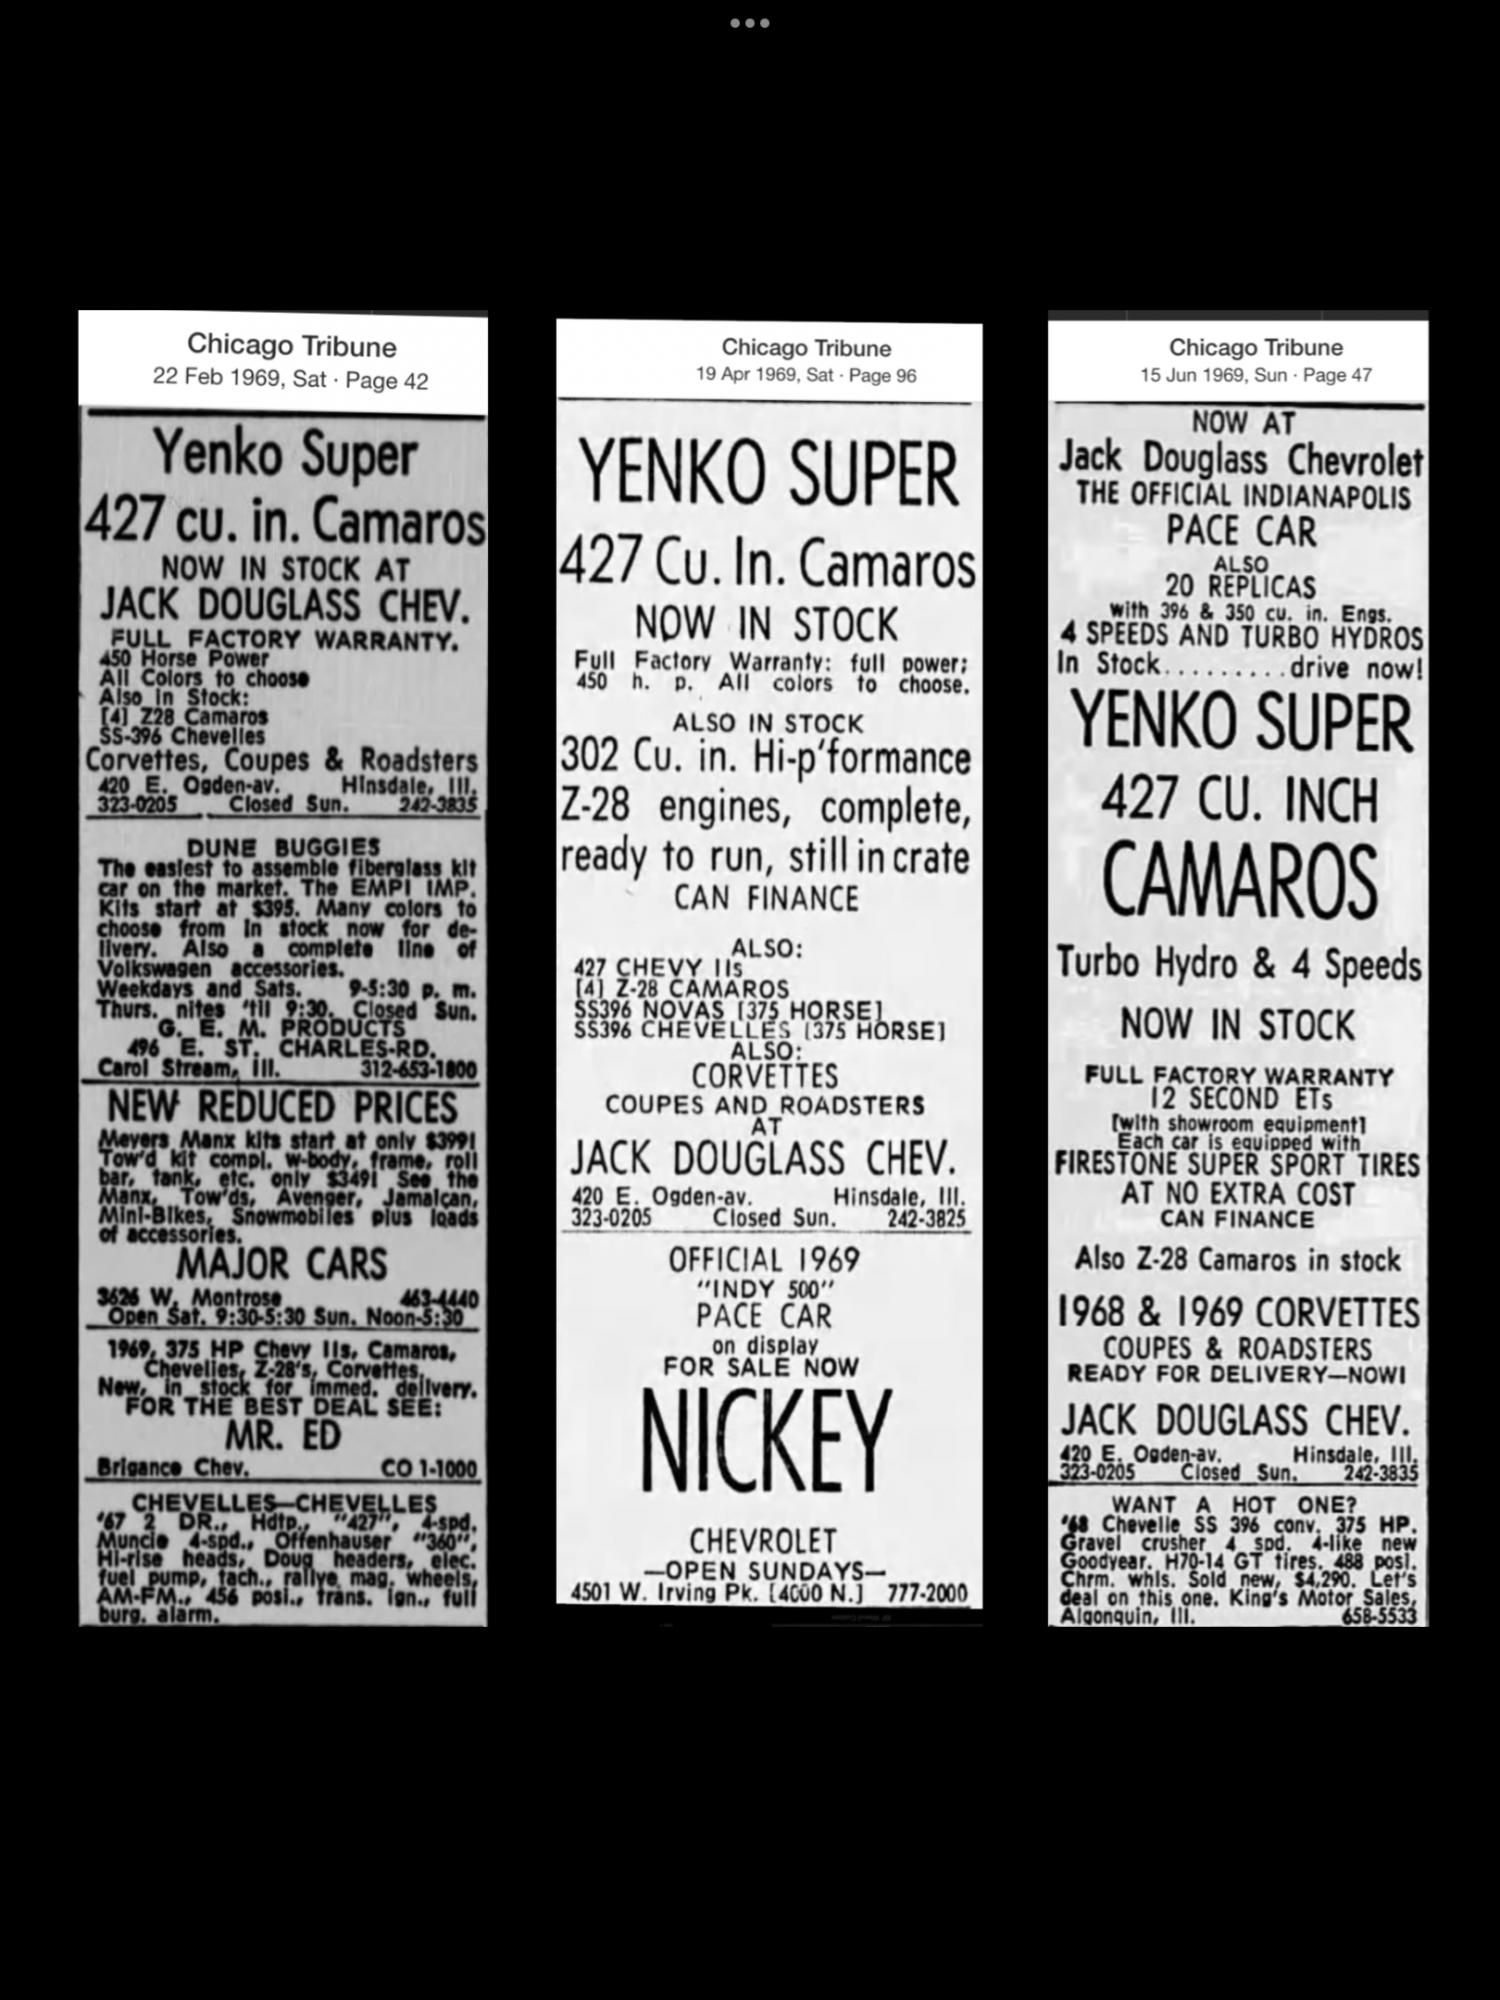 Chicago Tribune
22 Feb 1969, Sat · Page 42
Yenko Super
427 cu. in. Camaros
NOW IN STOCK AT
JACK DOUGLASS CHEV.
FULL FACTORY WARRANTY.
450 Horse Power
All Colors to choose
Also in Stock:
[4] Z28 Camaros
SS-396 Chevelles
Corvettes, Coupes & Roadsters
420 E. Ogden-av. Hinsdale, Ill.
323-0205 Closed Sun. 242-3835
DUNE BUGGIES
The easiest to assemble fiberglass kit
car on the market. The EMPI IMP.
Kits start at $395. Many colors to
choose from in stock now for de-
livery. Also a complete line of
Volkswagen accessories.
Weekdays and Sats. 9-5:30 p. m.
Thurs. nites 'til 9:30. Closed Sun.
G. E. M. PRODUCTS
496 E. ST. CHARLES-RD.
Carol Stream, Ill. 312-653-1800
NEW REDUCED PRICES
Meyers Manx kits start at only $399!
Tow'd kit compl. w-body, frame, roll
bar, tank, etc. only $349! See the
Manx, Tow'ds, Avenger, Jamaican,
Mini-Bikes, Snowmobiles plus loads
of accessories.
MAJOR CARS
3626 W. Montrose 463-4440
Open Sat. 9:30-5:30 Sun. Noon-5:30
1969, 375 HP Chevy IIs, Camaros,
Chevelles, Z-28's, Corvettes.
New, in stock for immed. delivery.
FOR THE BEST DEAL SEE:
MR. ED
Brigance Chev. CO 1-1000
CHEVELLES—CHEVELLES
'67 2 DR., Hdtp., "427", 4-spd.
Muncie 4-spd., Offenhauser "360",
Hi-rise heads, Doug headers, elec.
fuel pump, tach., rallye mag. wheels,
AM-FM., 456 posi., trans. ign., full
burg. alarm.
Chicago Tribune
19 Apr 1969, Sat · Page 96
YENKO SUPER
427 Cu. In. Camaros
NOW IN STOCK
Full Factory Warranty: full power;
450 h. p. All colors to choose.
ALSO IN STOCK
302 Cu. in. Hi-p'formance
Z-28 engines, complete,
ready to run, still in crate
CAN FINANCE
ALSO:
427 CHEVY IIs
[4] Z-28 CAMAROS
SS396 NOVAS [375 HORSE]
SS396 CHEVELLES [375 HORSE]
ALSO:
CORVETTES
COUPES AND ROADSTERS
AT
JACK DOUGLASS CHEV.
420 E. Ogden-av. Hinsdale, Ill.
323-0205 Closed Sun. 242-3825
OFFICIAL 1969
"INDY 500"
PACE CAR
on display
FOR SALE NOW
NICKEY
CHEVROLET
—OPEN SUNDAYS—
4501 W. Irving Pk. [4000 N.] 777-2000
Chicago Tribune
15 Jun 1969, Sun · Page 47
NOW AT
Jack Douglass Chevrolet
THE OFFICIAL INDIANAPOLIS
PACE CAR
ALSO
20 REPLICAS
with 396 & 350 cu. in. Engs.
4 SPEEDS AND TURBO HYDROS
In Stock.........drive now!
YENKO SUPER
427 CU. INCH
CAMAROS
Turbo Hydro & 4 Speeds
NOW IN STOCK
FULL FACTORY WARRANTY
12 SECOND ETs
[with showroom equipment]
Each car is equipped with
FIRESTONE SUPER SPORT TIRES
AT NO EXTRA COST
CAN FINANCE
Also Z-28 Camaros in stock
1968 & 1969 CORVETTES
COUPES & ROADSTERS
READY FOR DELIVERY—NOW!
JACK DOUGLASS CHEV.
420 E. Ogden-av. Hinsdale, Ill.
323-0205 Closed Sun. 242-3835
WANT A HOT ONE?
'68 Chevelle SS 396 conv. 375 HP.
Gravel crusher 4 spd. 4-like new
Goodyear. H70-14 GT tires. 488 posi.
Chrm. whls. Sold new, $4,290. Let's
deal on this one. King's Motor Sales,
Algonquin, Ill. 658-5533